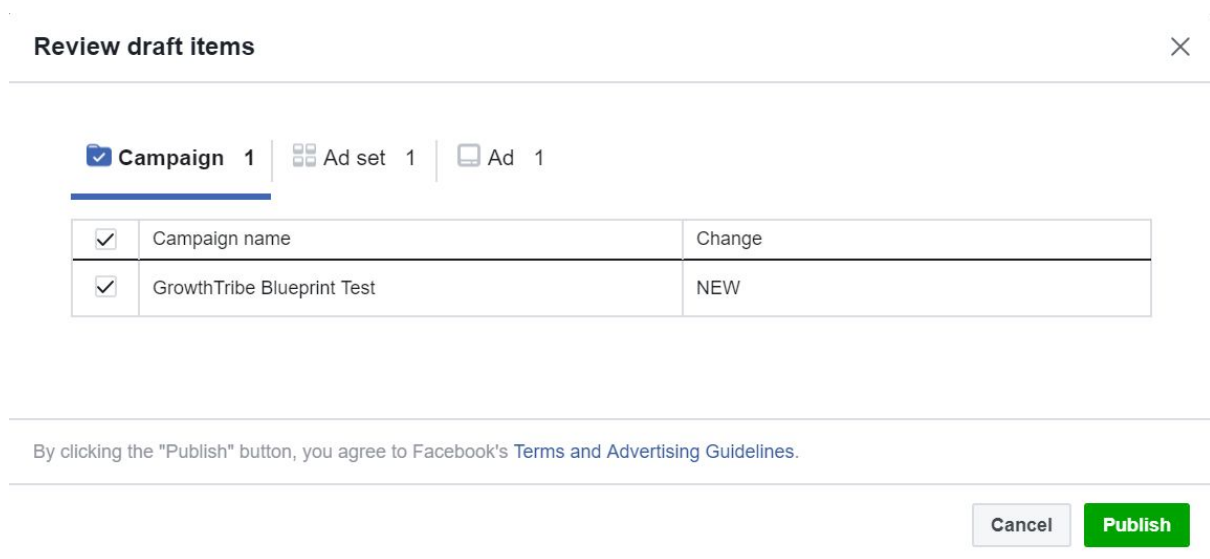 Review draft items
Campaign 1 Ad set 1 Ad 1
Campaign name Change
GrowthTribe Blueprint Test NEW
By clicking the "Publish" button, you agree to Facebook's Terms and Advertising Guidelines.
Cancel Publish